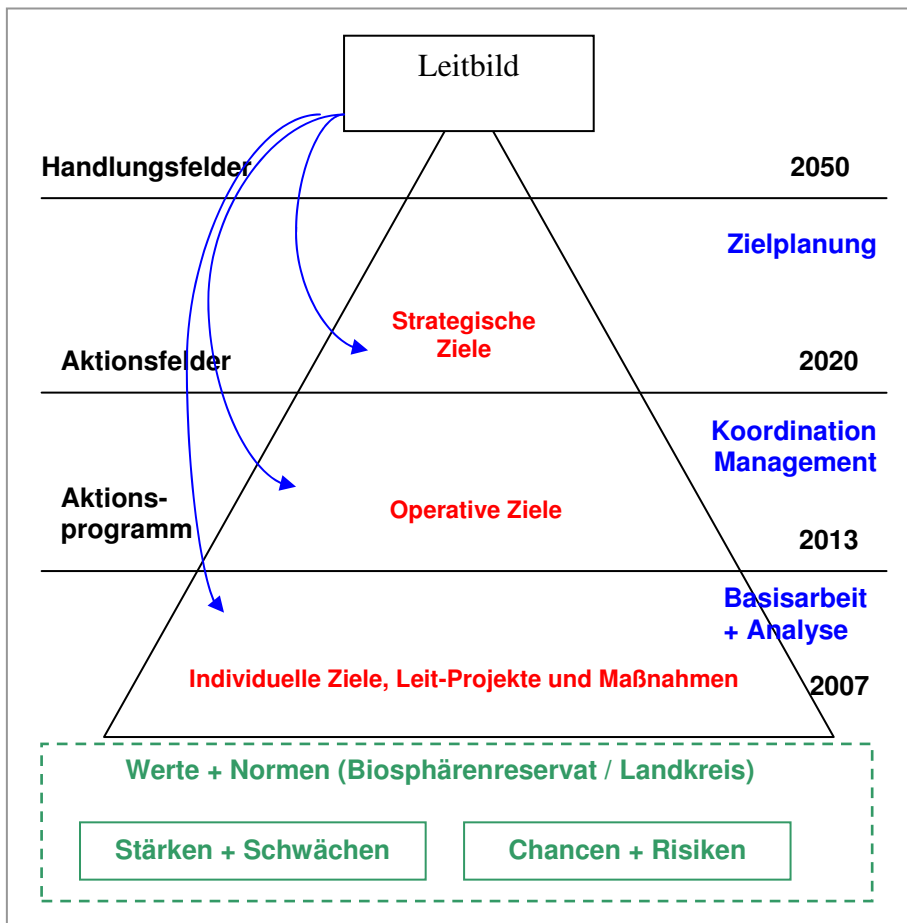 Leitbild
Handlungsfelder
2050
Zielplanung
Strategische
Ziele
Aktionsfelder
2020
Koordination
Management
Aktions-
programm
Operative Ziele
2013
Basisarbeit
+ Analyse
Individuelle Ziele, Leit-Projekte und Maßnahmen
2007
Werte + Normen (Biosphärenreservat / Landkreis)
Stärken + Schwächen
Chancen + Risiken